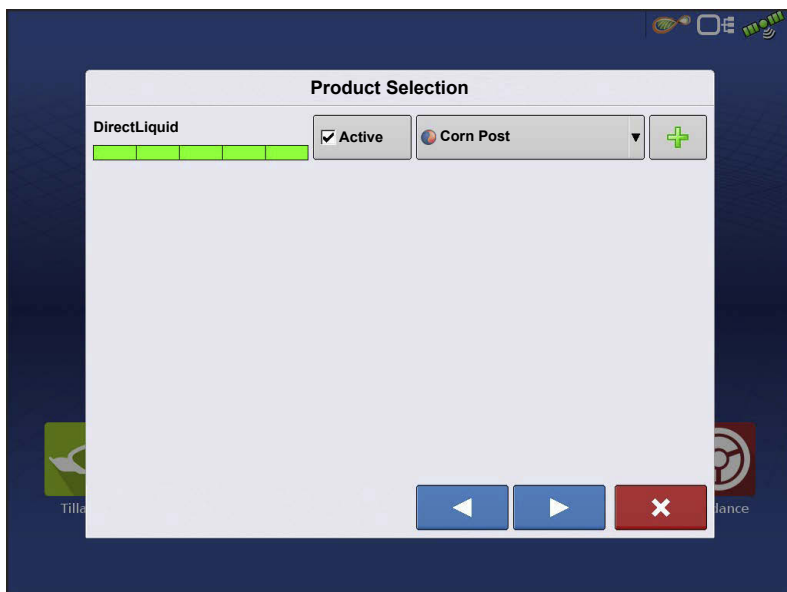 Product Selection
DirectLiquid
Active
Corn Post
Tilla
dance